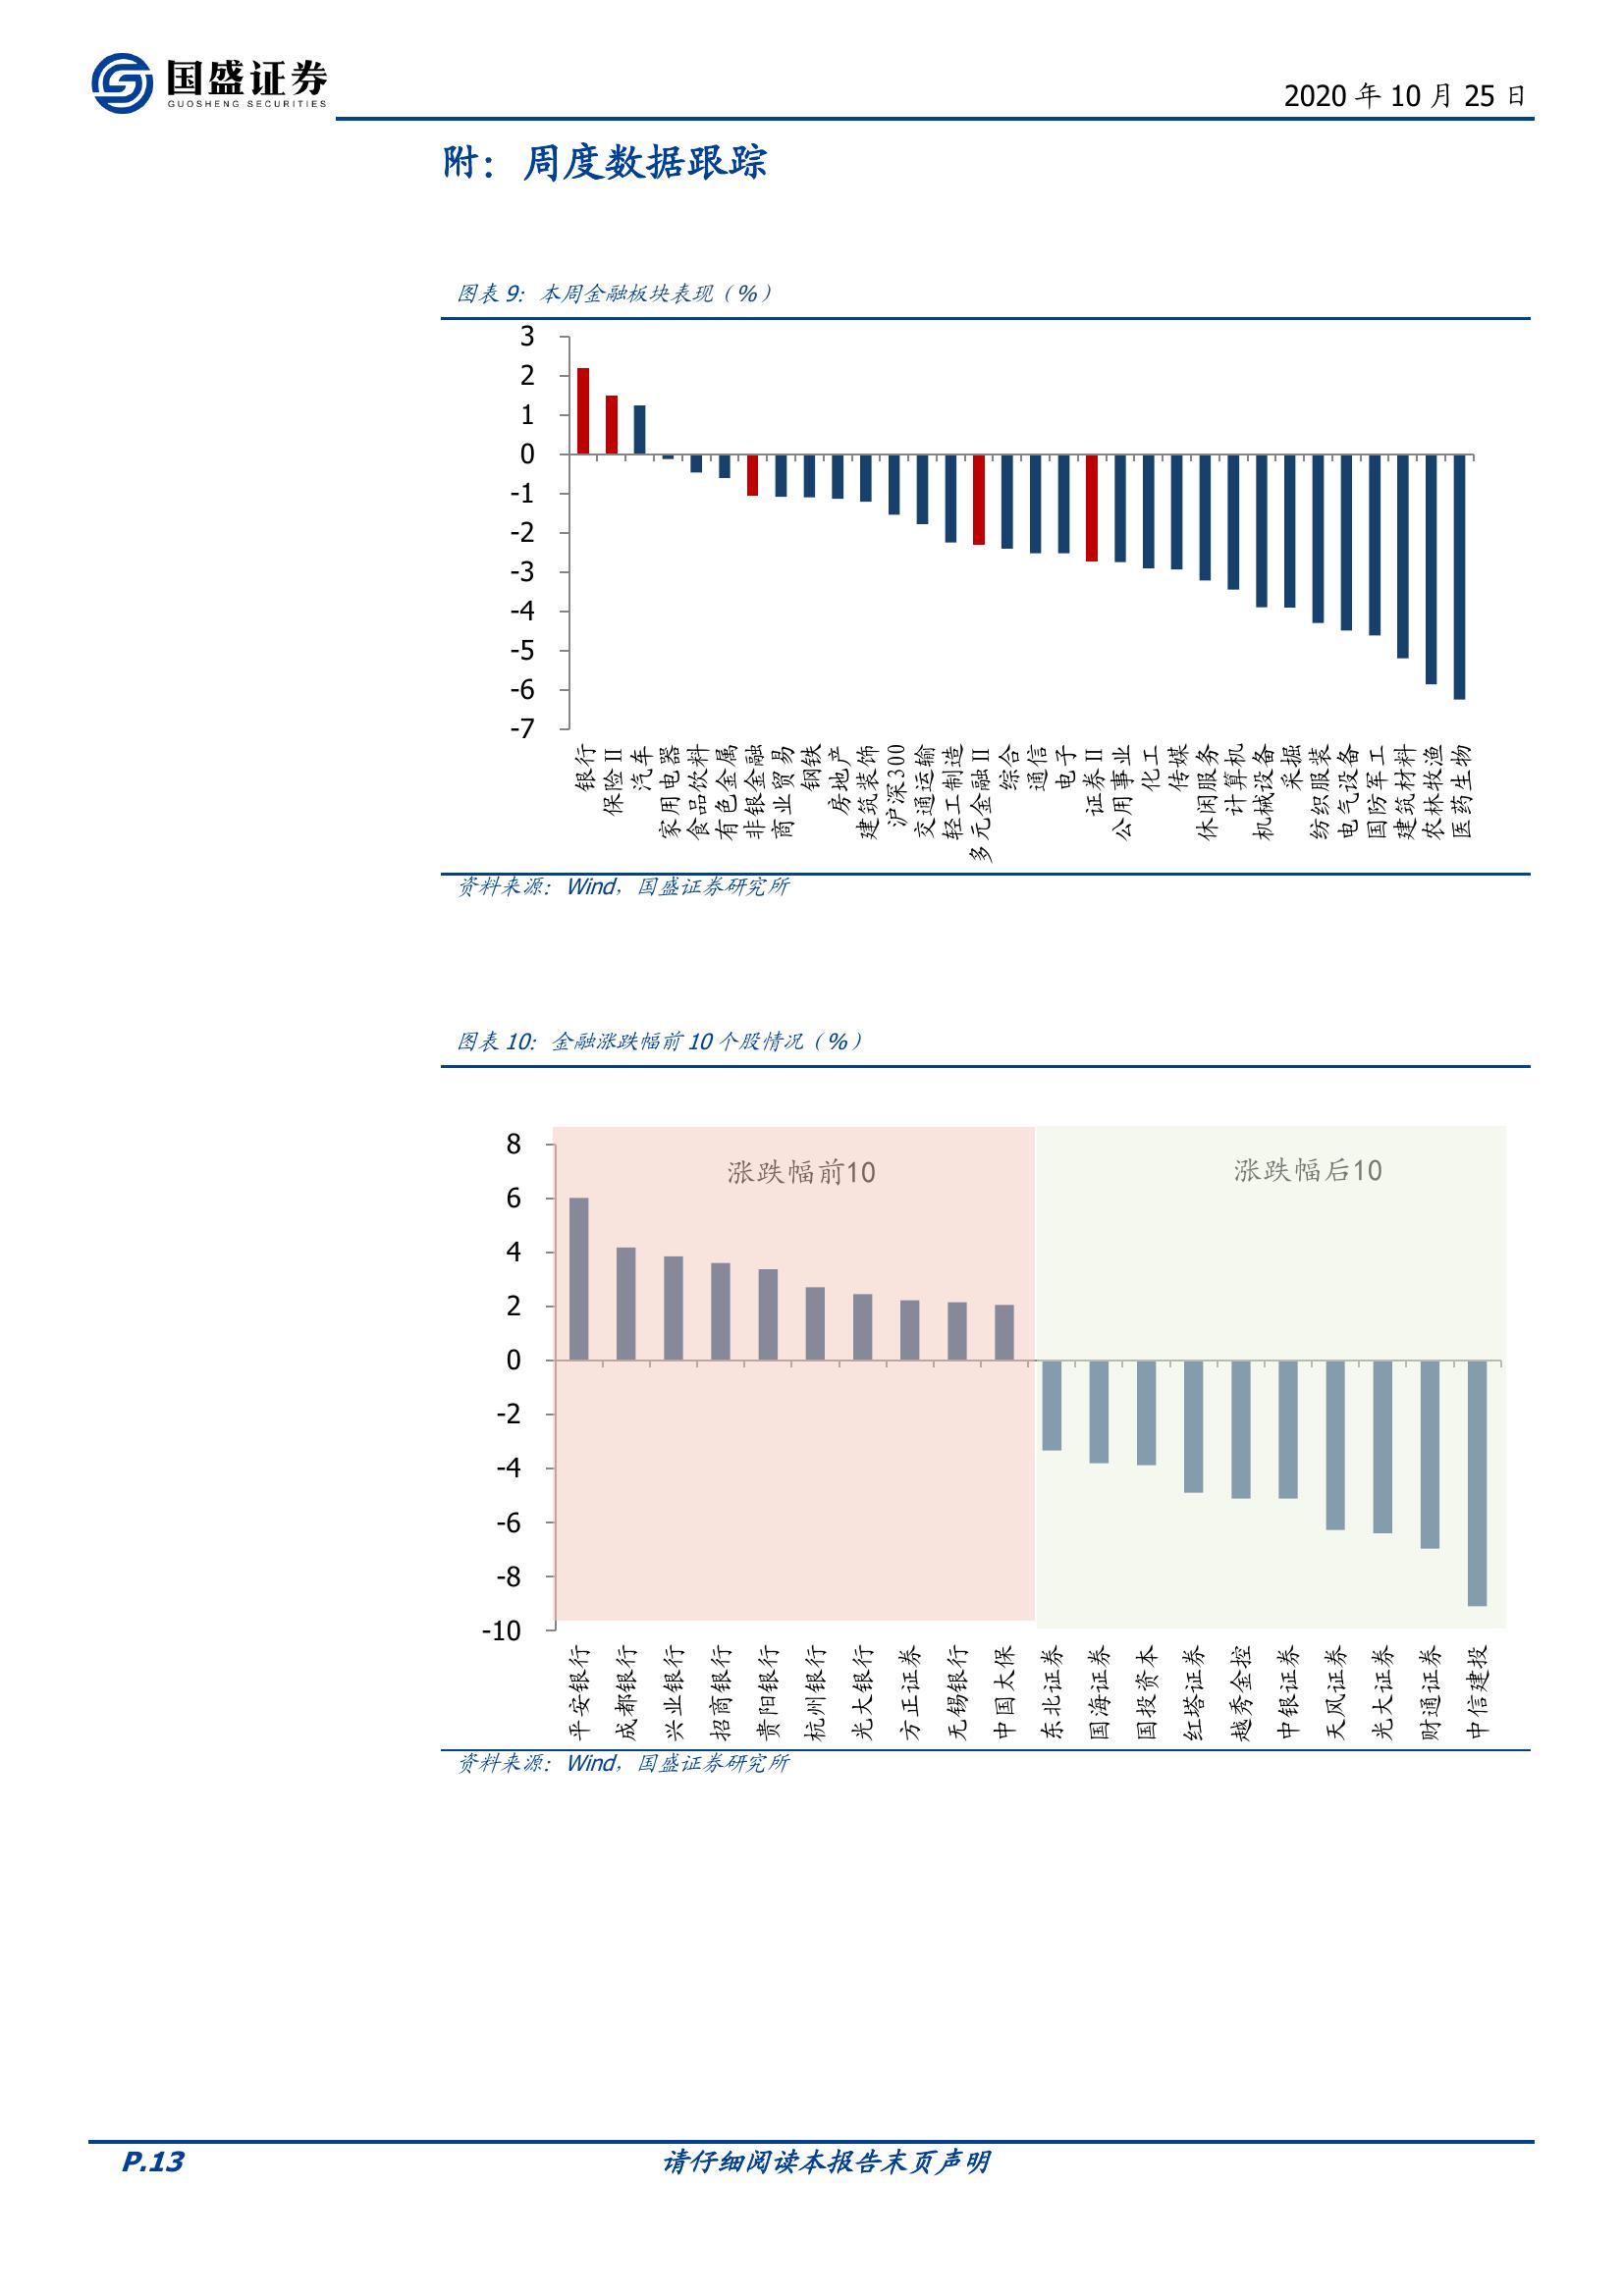 国盛证券
GUOSHENG SECURITIES
2020 年 10 月 25 日
附：周度数据跟踪
图表 9：本周金融板块表现（%）
3
2
1
0
-1
-2
-3
-4
-5
-6
-7
银行
保险Ⅱ
汽车
家用电器
食品饮料
有色金属
非银金融
商业贸易
钢铁
房地产
建筑装饰
沪深300
交通运输
轻工制造
多元金融Ⅱ
综合
通信
电子
证券Ⅱ
公用事业
化工
传媒
休闲服务
计算机
机械设备
采掘
纺织服装
电气设备
国防军工
建筑材料
农林牧渔
医药生物
资料来源：Wind，国盛证券研究所
图表 10：金融涨跌幅前 10 个股情况（%）
涨跌幅前10
涨跌幅后10
8
6
4
2
0
-2
-4
-6
-8
-10
平安银行
成都银行
兴业银行
招商银行
贵阳银行
杭州银行
光大银行
方正证券
无锡银行
中国太保
东北证券
国海证券
国投资本
红塔证券
越秀金控
中银证券
天风证券
光大证券
财通证券
中信建投
资料来源：Wind，国盛证券研究所
P.13
请仔细阅读本报告末页声明